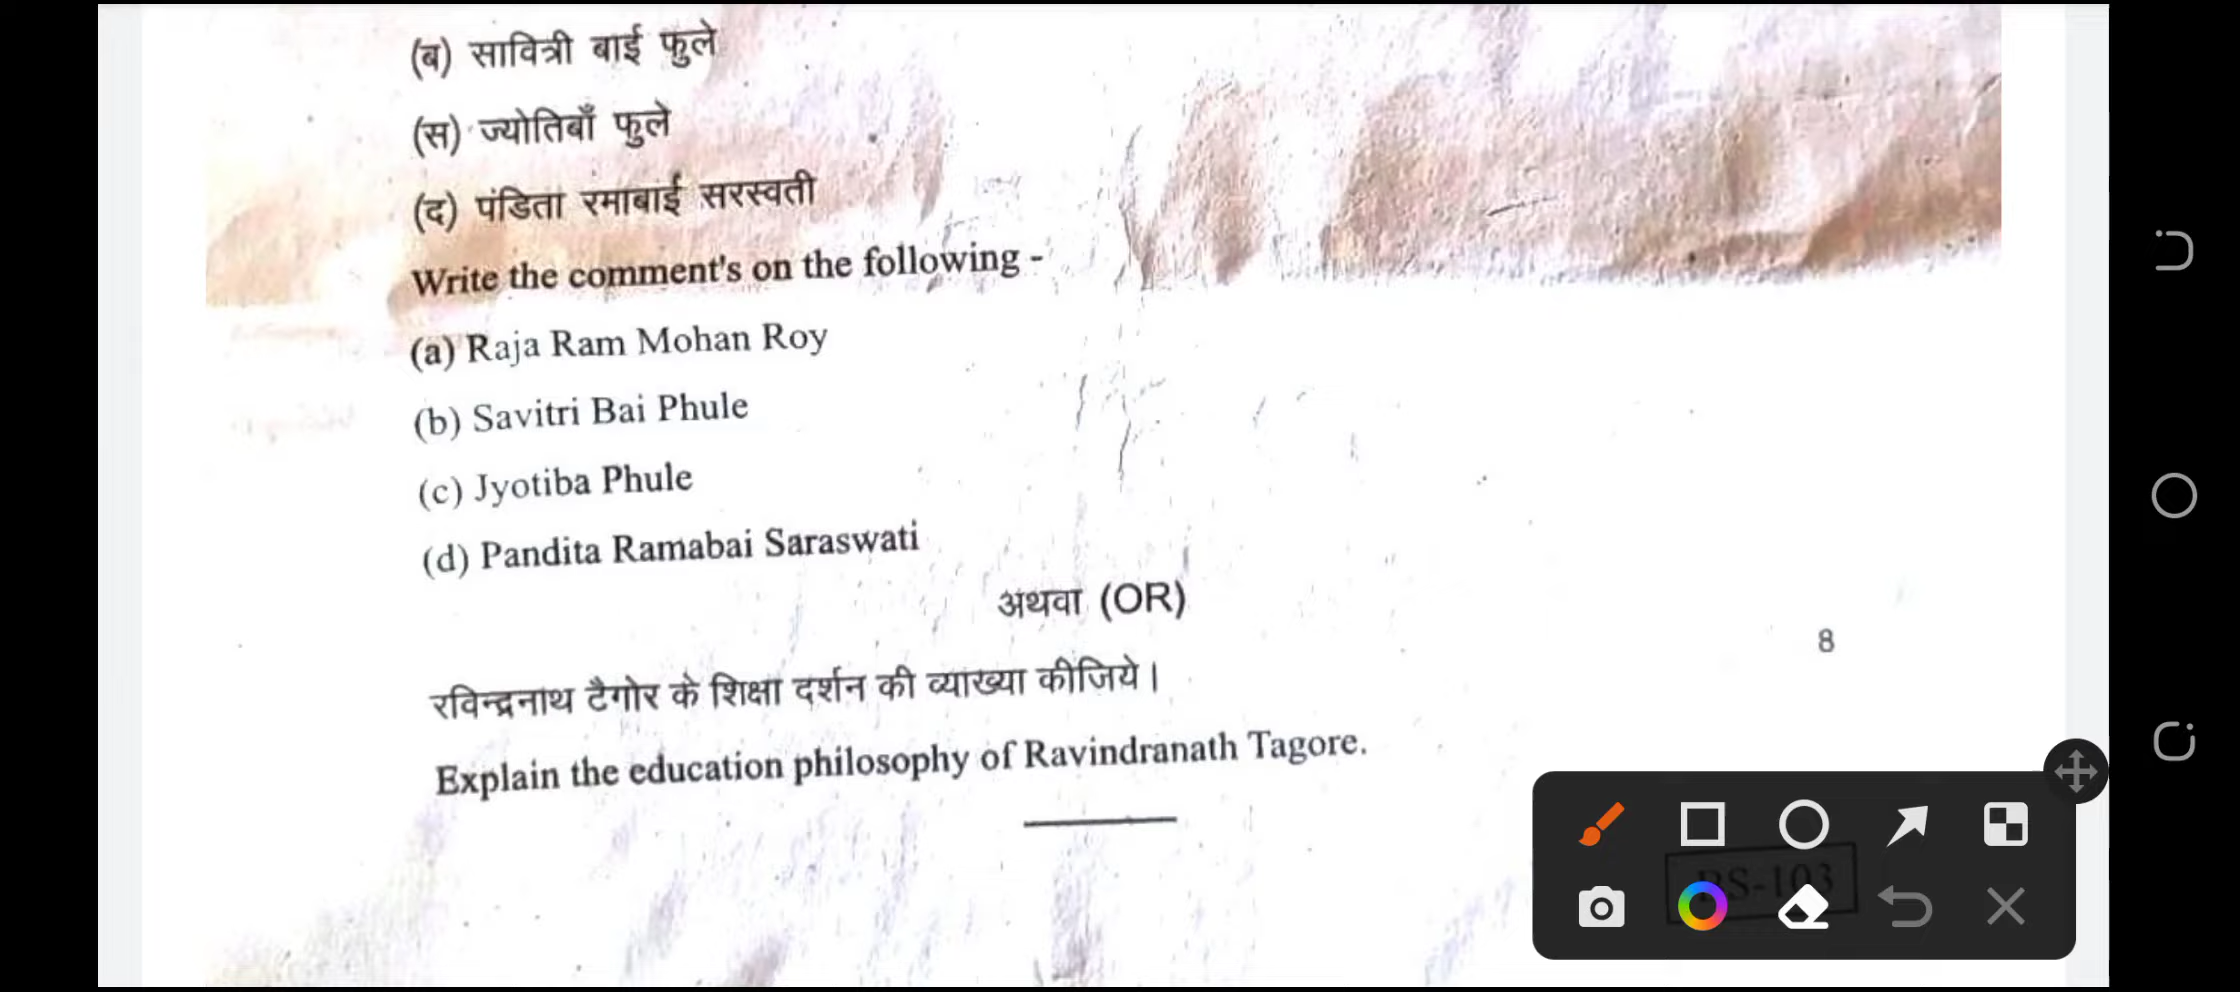 (ब) सावित्री बाई फुले
(स) ज्योतिबाँ फुले
(द) पंडिता रमाबाई सरस्वती
Write the comment's on the following -
(a) Raja Ram Mohan Roy
(b) Savitri Bai Phule
(c) Jyotiba Phule
(d) Pandita Ramabai Saraswati
अथवा (OR)
8
रविन्द्रनाथ टैगोर के शिक्षा दर्शन की व्याख्या कीजिये।
Explain the education philosophy of Ravindranath Tagore.